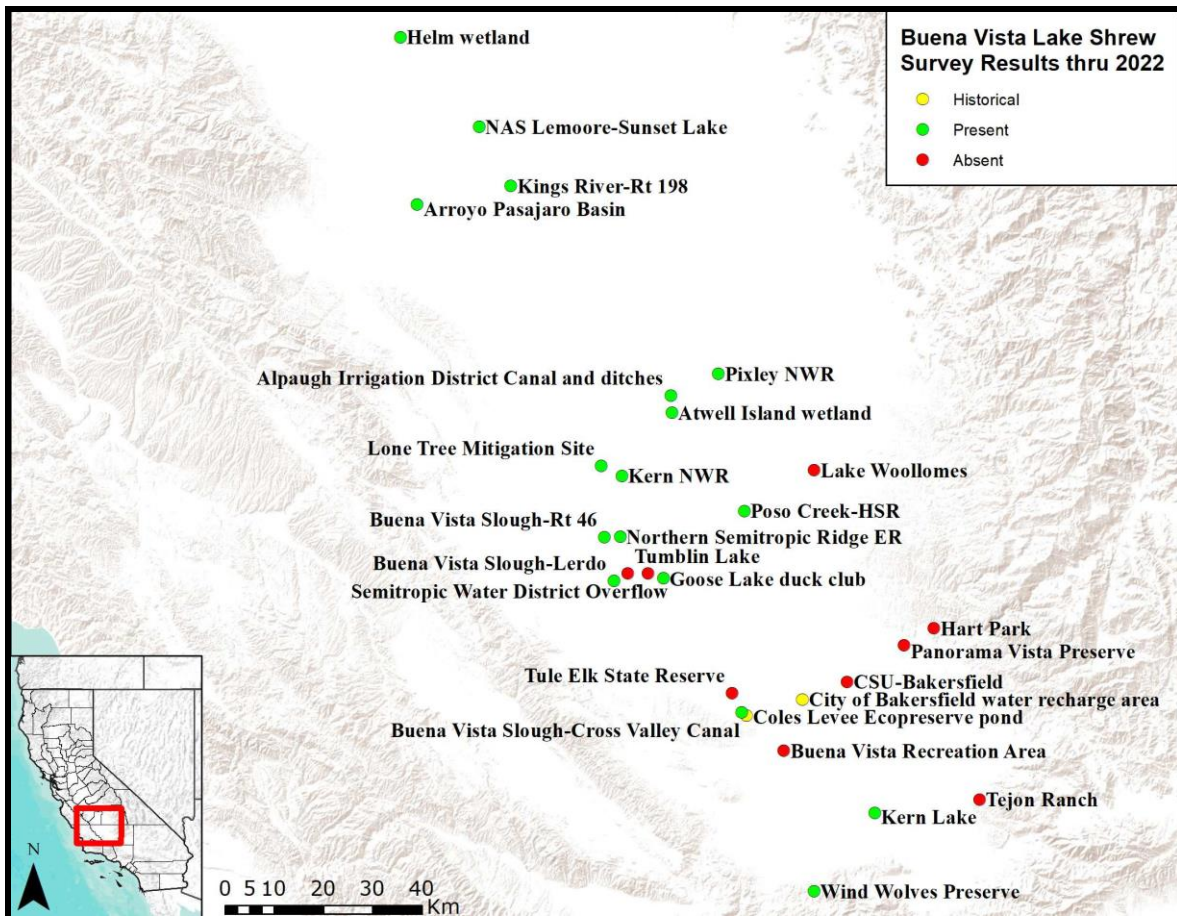 Buena Vista Lake Shrew
Survey Results thru 2022
Historical
Present
Absent
Helm wetland
NAS Lemoore-Sunset Lake
Kings River-Rt 198
Arroyo Pasajaro Basin
Pixley NWR
Alpaugh Irrigation District Canal and ditches
Atwell Island wetland
Lone Tree Mitigation Site
Kern NWR
Lake Woollomes
Poso Creek-HSR
Buena Vista Slough-Rt 46
Northern Semitropic Ridge ER
Tumblin Lake
Buena Vista Slough-Lerdo
Goose Lake duck club
Semitropic Water District Overflow
Hart Park
Panorama Vista Preserve
Tule Elk State Reserve
CSU-Bakersfield
City of Bakersfield water recharge area
Coles Levee Ecopreserve pond
Buena Vista Slough-Cross Valley Canal
Buena Vista Recreation Area
Tejon Ranch
Kern Lake
Wind Wolves Preserve
N
0 5 10 20 30 40
Km